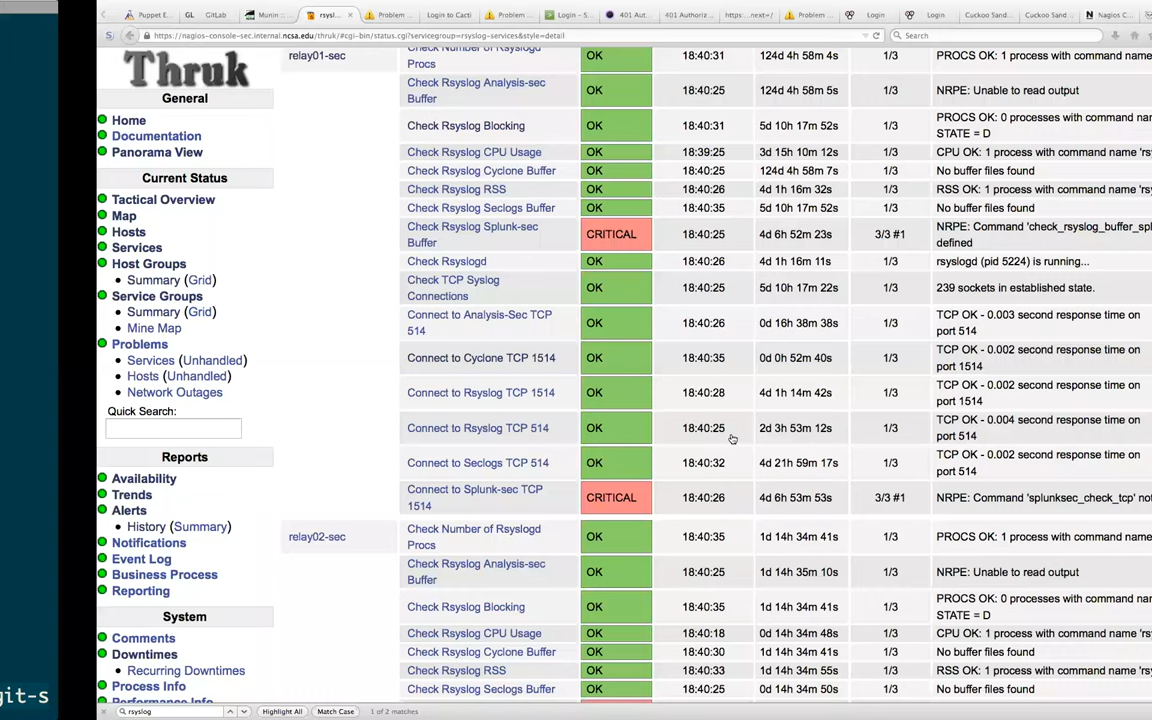 Puppet E...
GL GitLab
Munin :: ...
rsysl...
Problem ...
Login to Cacti
Problem ...
Login – S...
401 Aut...
401 Authoriz...
https:...next=/
Problem ...
Login
Login
Cuckoo Sand...
Cuckoo Sand...
Nagios C...
https://nagios-console-sec.internal.ncsa.edu/thruk/#cgi-bin/status.cgi?servicegroup=rsyslog-services&style=detail
Search
Thruk
General
Home
Documentation
Panorama View
Current Status
Tactical Overview
Map
Hosts
Services
Host Groups
Summary (Grid)
Service Groups
Summary (Grid)
Mine Map
Problems
Services (Unhandled)
Hosts (Unhandled)
Network Outages
Quick Search:
Reports
Availability
Trends
Alerts
History (Summary)
Notifications
Event Log
Business Process
Reporting
System
Comments
Downtimes
Recurring Downtimes
Process Info
Performance Info
relay01-sec
Check Number of Rsyslogd
Procs
OK
18:40:31
124d 4h 58m 4s
1/3
PROCS OK: 1 process with command name
Check Rsyslog Analysis-sec
Buffer
OK
18:40:25
124d 4h 58m 5s
1/3
NRPE: Unable to read output
Check Rsyslog Blocking
OK
18:40:31
5d 10h 17m 52s
1/3
PROCS OK: 0 processes with command nar
STATE = D
Check Rsyslog CPU Usage
OK
18:39:25
3d 15h 10m 12s
1/3
CPU OK: 1 process with command name 'rs
Check Rsyslog Cyclone Buffer
OK
18:40:25
124d 4h 58m 7s
1/3
No buffer files found
Check Rsyslog RSS
OK
18:40:26
4d 1h 16m 32s
1/3
RSS OK: 1 process with command name 'rsy
Check Rsyslog Seclogs Buffer
OK
18:40:35
5d 10h 17m 52s
1/3
No buffer files found
Check Rsyslog Splunk-sec
Buffer
CRITICAL
18:40:25
4d 6h 52m 23s
3/3 #1
NRPE: Command 'check_rsyslog_buffer_spl
defined
Check Rsyslogd
OK
18:40:26
4d 1h 16m 11s
1/3
rsyslogd (pid 5224) is running...
Check TCP Syslog
Connections
OK
18:40:25
5d 10h 17m 22s
1/3
239 sockets in established state.
Connect to Analysis-Sec TCP
514
OK
18:40:26
0d 16h 38m 38s
1/3
TCP OK - 0.003 second response time on
port 514
Connect to Cyclone TCP 1514
OK
18:40:35
0d 0h 52m 40s
1/3
TCP OK - 0.002 second response time on
port 1514
Connect to Rsyslog TCP 1514
OK
18:40:28
4d 1h 14m 42s
1/3
TCP OK - 0.002 second response time on
port 1514
Connect to Rsyslog TCP 514
OK
18:40:25
2d 3h 53m 12s
1/3
TCP OK - 0.004 second response time on
port 514
Connect to Seclogs TCP 514
OK
18:40:32
4d 21h 59m 17s
1/3
TCP OK - 0.002 second response time on
port 514
Connect to Splunk-sec TCP
1514
CRITICAL
18:40:26
4d 6h 53m 53s
3/3 #1
NRPE: Command 'splunksec_check_tcp' not
relay02-sec
Check Number of Rsyslogd
Procs
OK
18:40:35
1d 14h 34m 41s
1/3
PROCS OK: 1 process with command name
Check Rsyslog Analysis-sec
Buffer
OK
18:40:25
1d 14h 35m 10s
1/3
NRPE: Unable to read output
Check Rsyslog Blocking
OK
18:40:35
1d 14h 34m 41s
1/3
PROCS OK: 0 processes with command nar
STATE = D
Check Rsyslog CPU Usage
OK
18:40:18
0d 14h 34m 48s
1/3
CPU OK: 1 process with command name 'rs
Check Rsyslog Cyclone Buffer
OK
18:40:30
1d 14h 34m 41s
1/3
No buffer files found
Check Rsyslog RSS
OK
18:40:33
1d 14h 34m 55s
1/3
RSS OK: 1 process with command name 'rsy
Check Rsyslog Seclogs Buffer
OK
18:40:25
0d 14h 34m 50s
1/3
No buffer files found
git-s
rsyslog
Highlight All
Match Case
1 of 2 matches